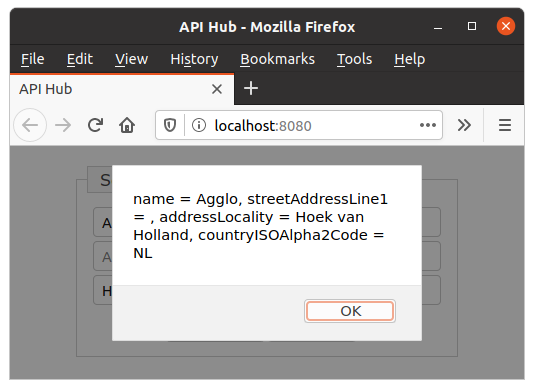 API Hub - Mozilla Firefox
File Edit View History Bookmarks Tools Help
API Hub
localhost:8080
S
name = Agglo, streetAddressLine1
= , addressLocality = Hoek van
Holland, countryISOAlpha2Code =
NL
A
A
H
OK